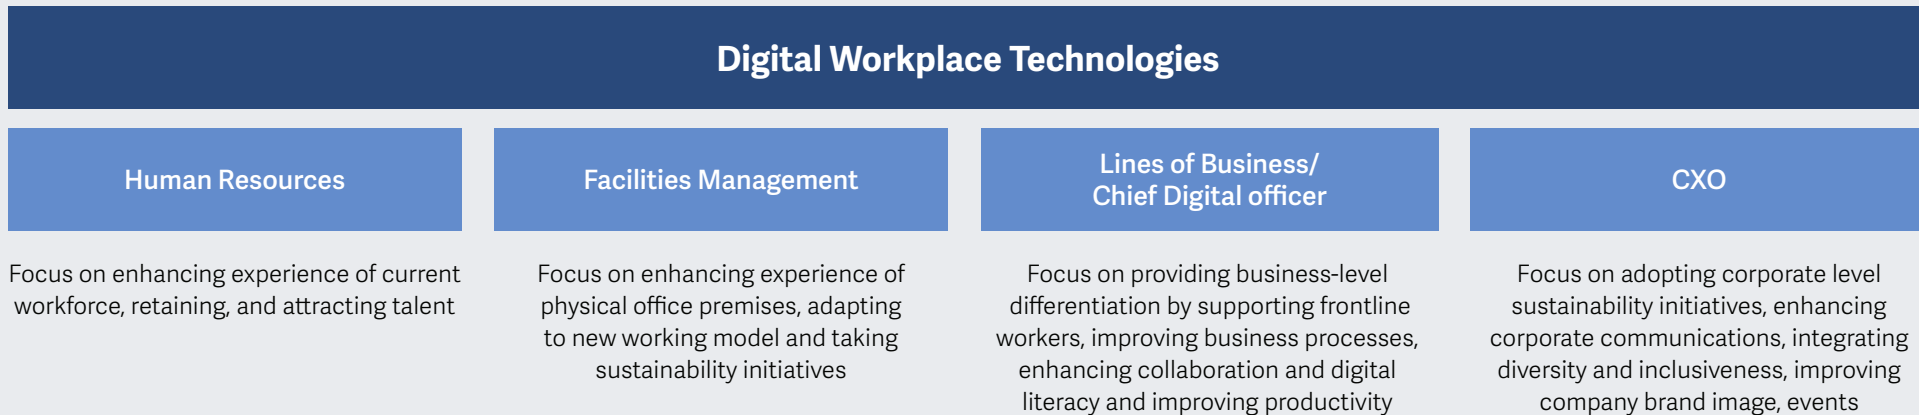 Digital Workplace Technologies
Human Resources
Focus on enhancing experience of current
workforce, retaining, and attracting talent
Facilities Management
Focus on enhancing experience of
physical office premises, adapting
to new working model and taking
sustainability initiatives
Lines of Business/
Chief Digital officer
Focus on providing business-level
differentiation by supporting frontline
workers, improving business processes,
enhancing collaboration and digital
literacy and improving productivity
CXO
Focus on adopting corporate level
sustainability initiatives, enhancing
corporate communications, integrating
diversity and inclusiveness, improving
company brand image, events